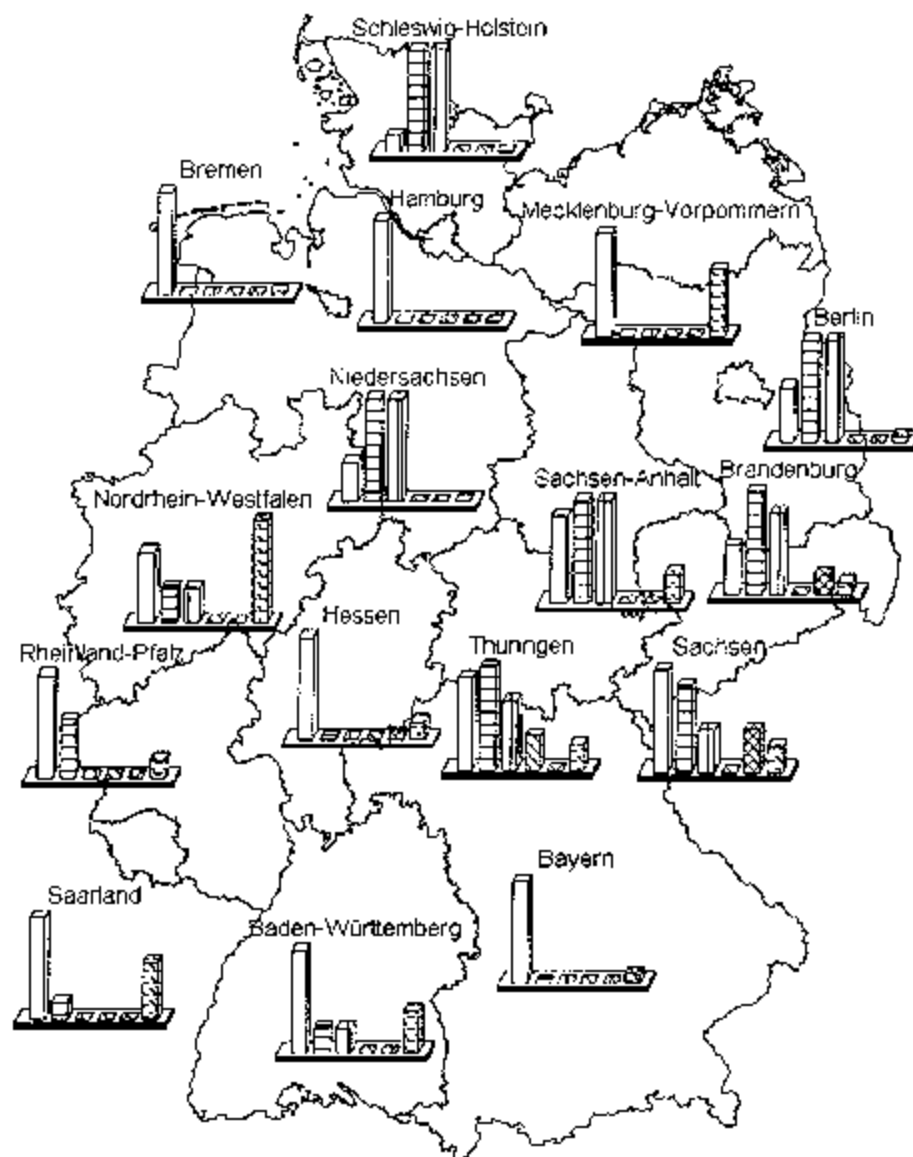 Schleswig-Holstein
Bremen
Hamburg
Mecklenburg-Vorpommern
Berlin
Niedersachsen
Sachsen-Anhalt
Brandenburg
Nordrhein-Westfalen
Hessen
Rheinland-Pfalz
Thüringen
Sachsen
Bayern
Saarland
Baden-Württemberg